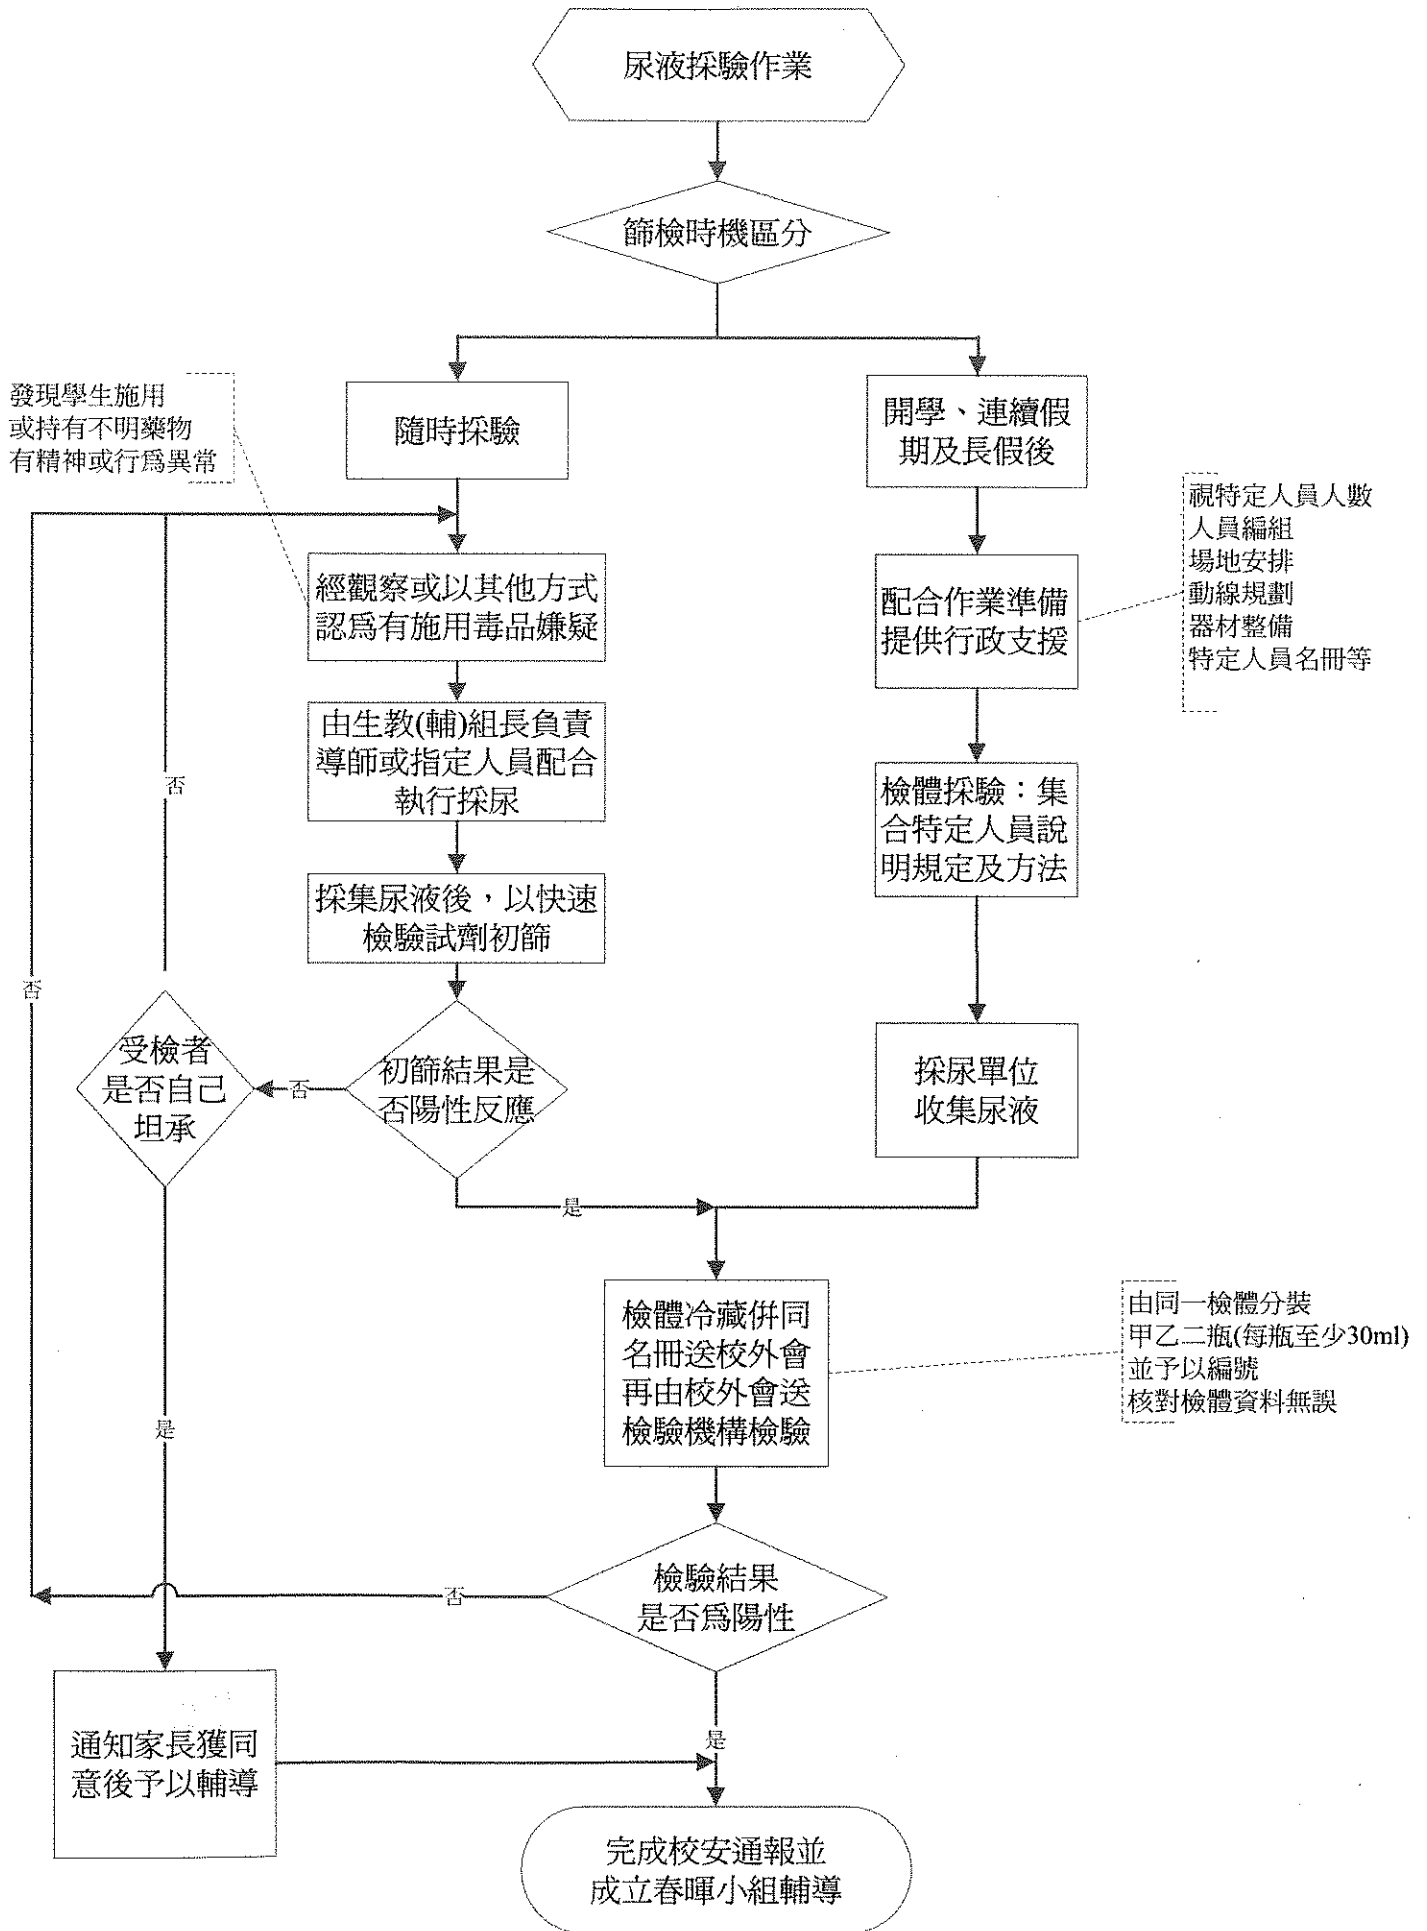 尿液採驗作業
篩檢時機區分
發現學生施用
或持有不明藥物
有精神或行爲異常
隨時採驗
開學、連續假
期及長假後
視特定人員人數
人員編組
場地安排
動線規劃
器材整備
特定人員名冊等
經觀察或以其他方式
認爲有施用毒品嫌疑
配合作業準備
提供行政支援
由生教(輔)組長負責
導師或指定人員配合
執行採尿
否
檢體採驗：集
合特定人員說
明規定及方法
採集尿液後，以快速
檢驗試劑初篩
否
受檢者
是否自己
坦承
否
初篩結果是
否陽性反應
採尿單位
收集尿液
是
檢體冷藏併同
名冊送校外會
再由校外會送
檢驗機構檢驗
由同一檢體分裝
甲乙二瓶(每瓶至少30ml)
並予以編號
核對檢體資料無誤
是
否
檢驗結果
是否爲陽性
是
通知家長獲同
意後予以輔導
完成校安通報並
成立春暉小組輔導